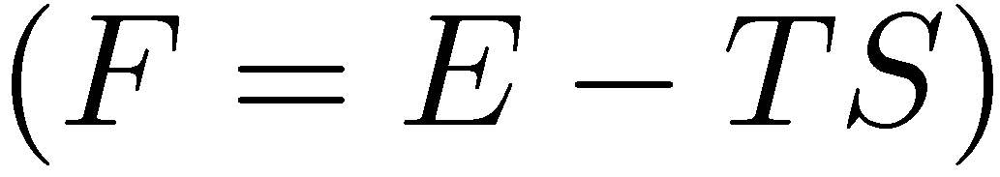 (F = E − TS)